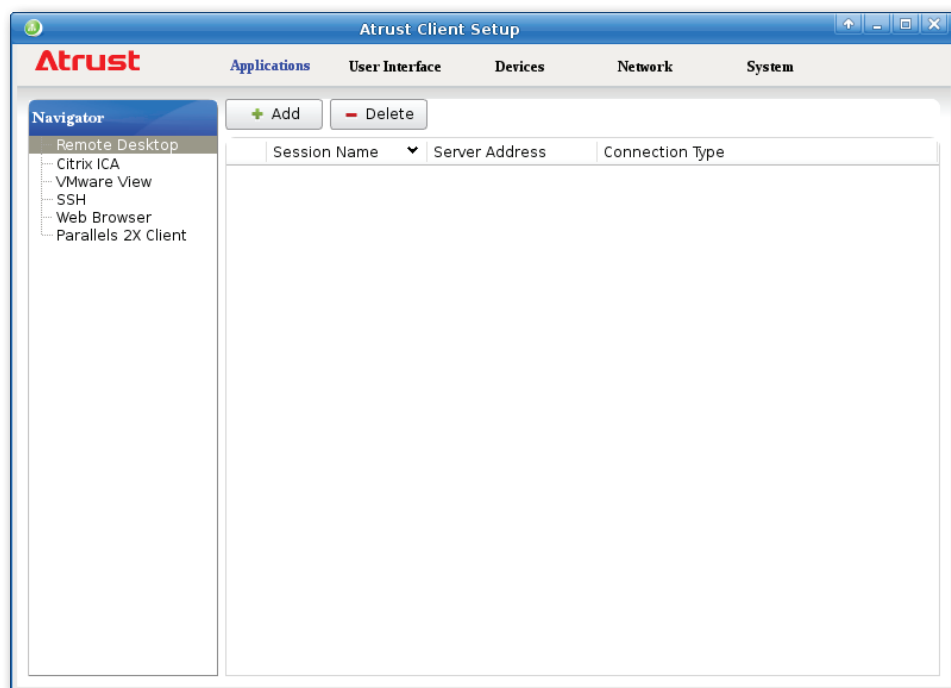 Atrust Client Setup
Atrust Applications User Interface Devices Network System
Navigator
Remote Desktop
Citrix ICA
VMware View
SSH
Web Browser
Parallels 2X Client
+ Add − Delete
Session Name Server Address Connection Type